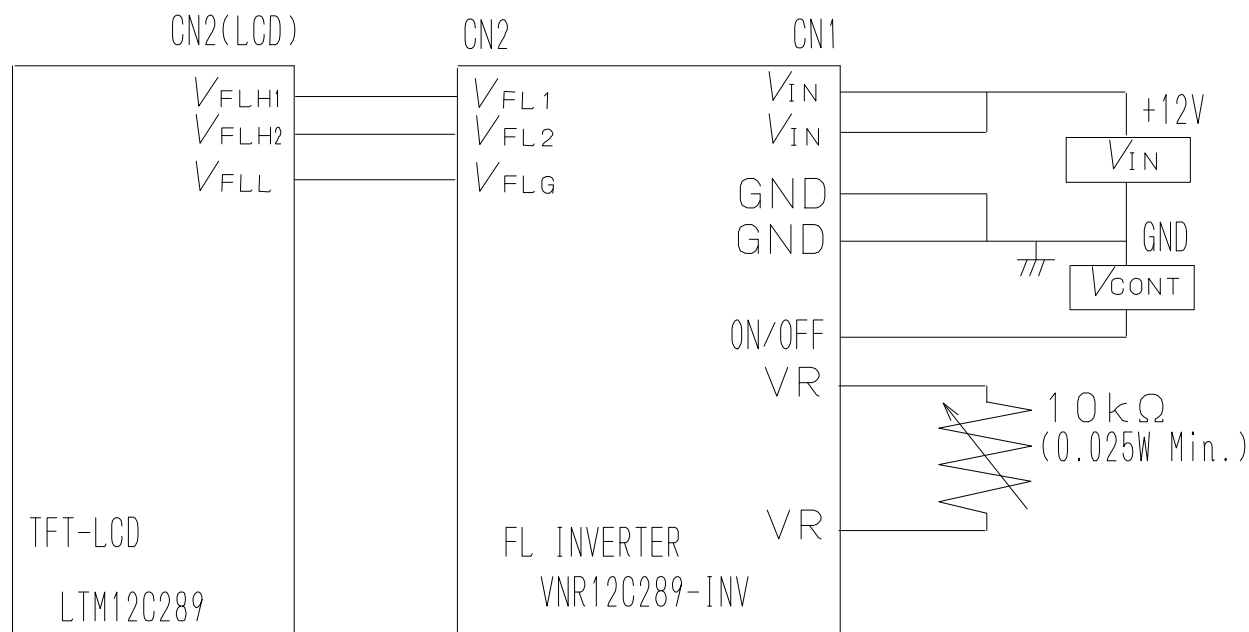 CN2(LCD)
CN2
CN1
VFLH1
VFLH2
VFLL
VFL1
VFL2
VFLG
VIN
VIN
GND
GND
ON/OFF
VR
VR
+12V
VIN
GND
VCONT
10kΩ
(0.025W Min.)
TFT-LCD
LTM12C289
FL INVERTER
VNR12C289-INV